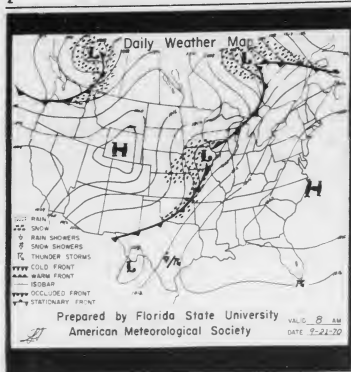 Daily Weather Map
L
L
H
L
H
L
RAIN
SNOW
RAIN SHOWERS
SNOW SHOWERS
THUNDER STORMS
COLD FRONT
WARM FRONT
ISOBAR
OCCLUDED FRONT
STATIONARY FRONT
Prepared by Florida State University
American Meteorological Society
VALID 8 AM
DATE 9-21-70